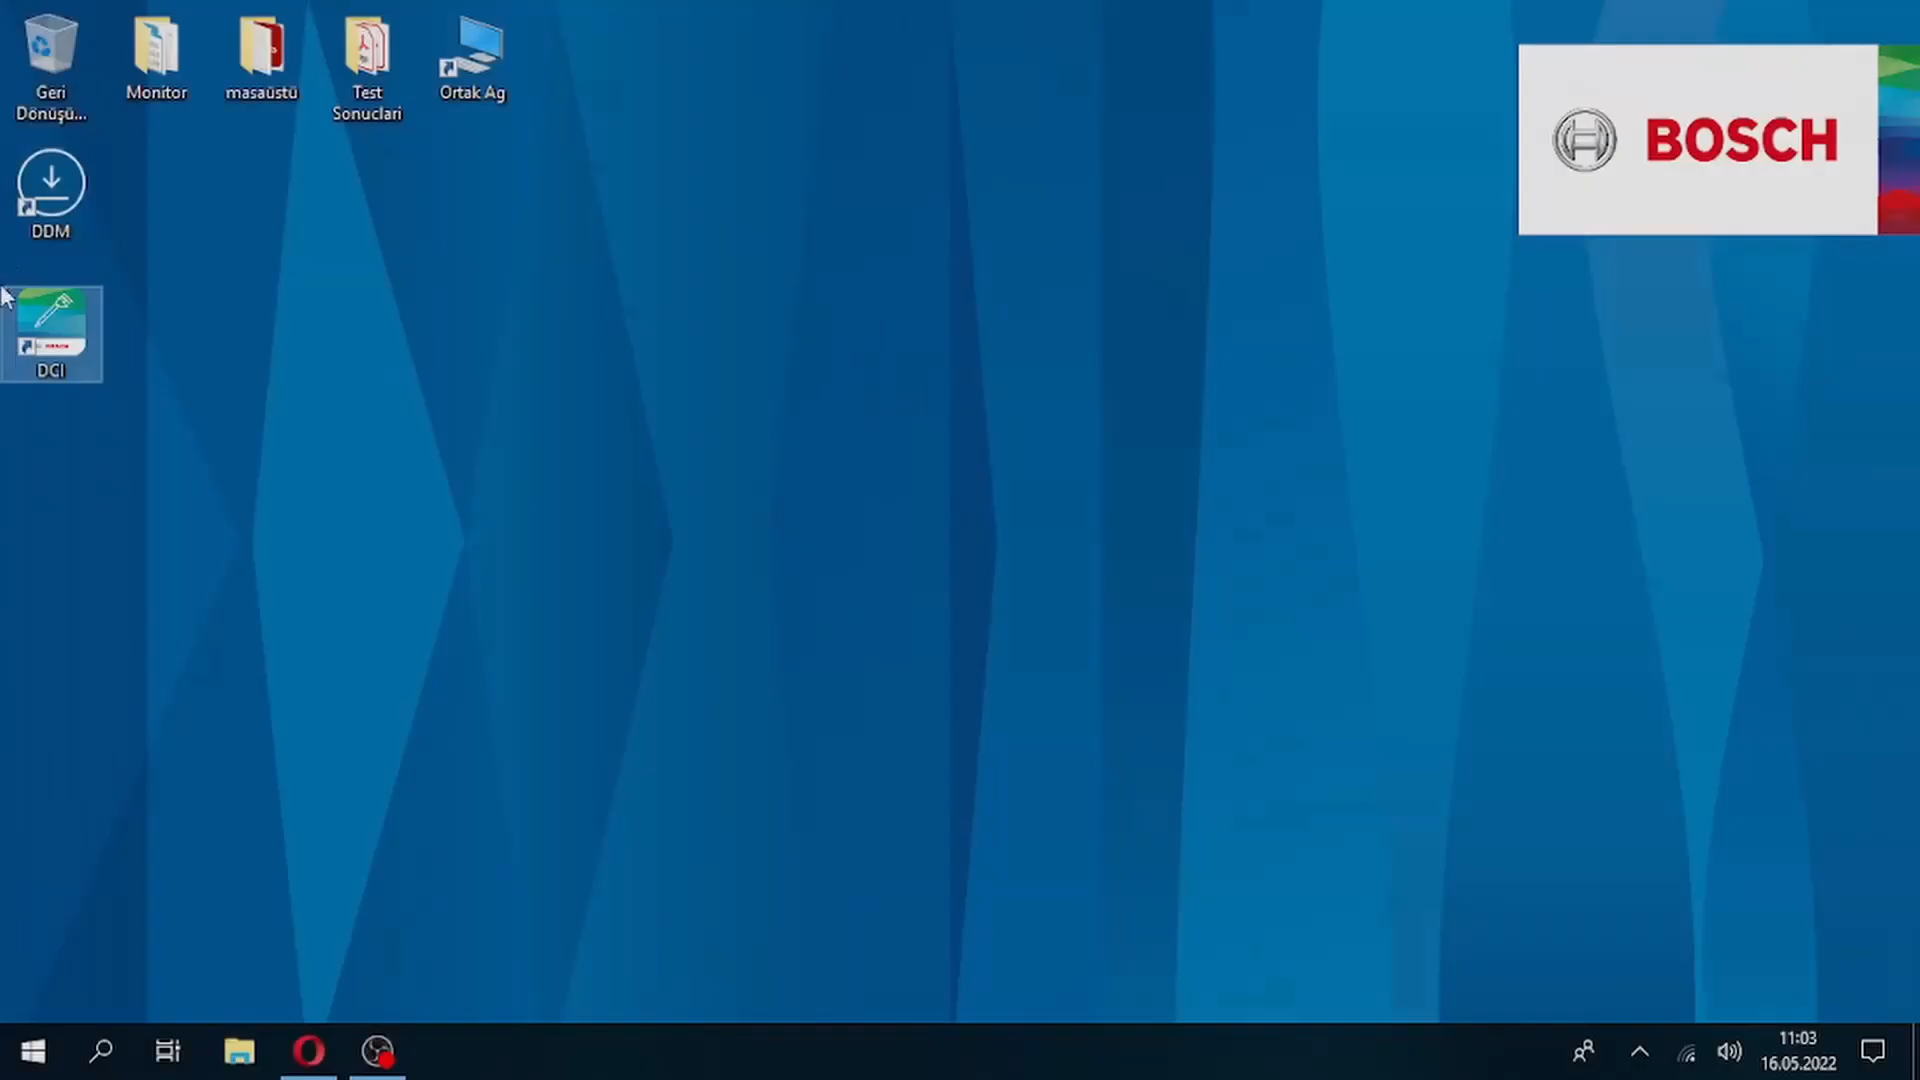 Geri
Dönüşü...
Monitor
masaüstü
Test
Sonuclari
Ortak Ag
BOSCH
DDM
DCI
11:03
16.05.2022